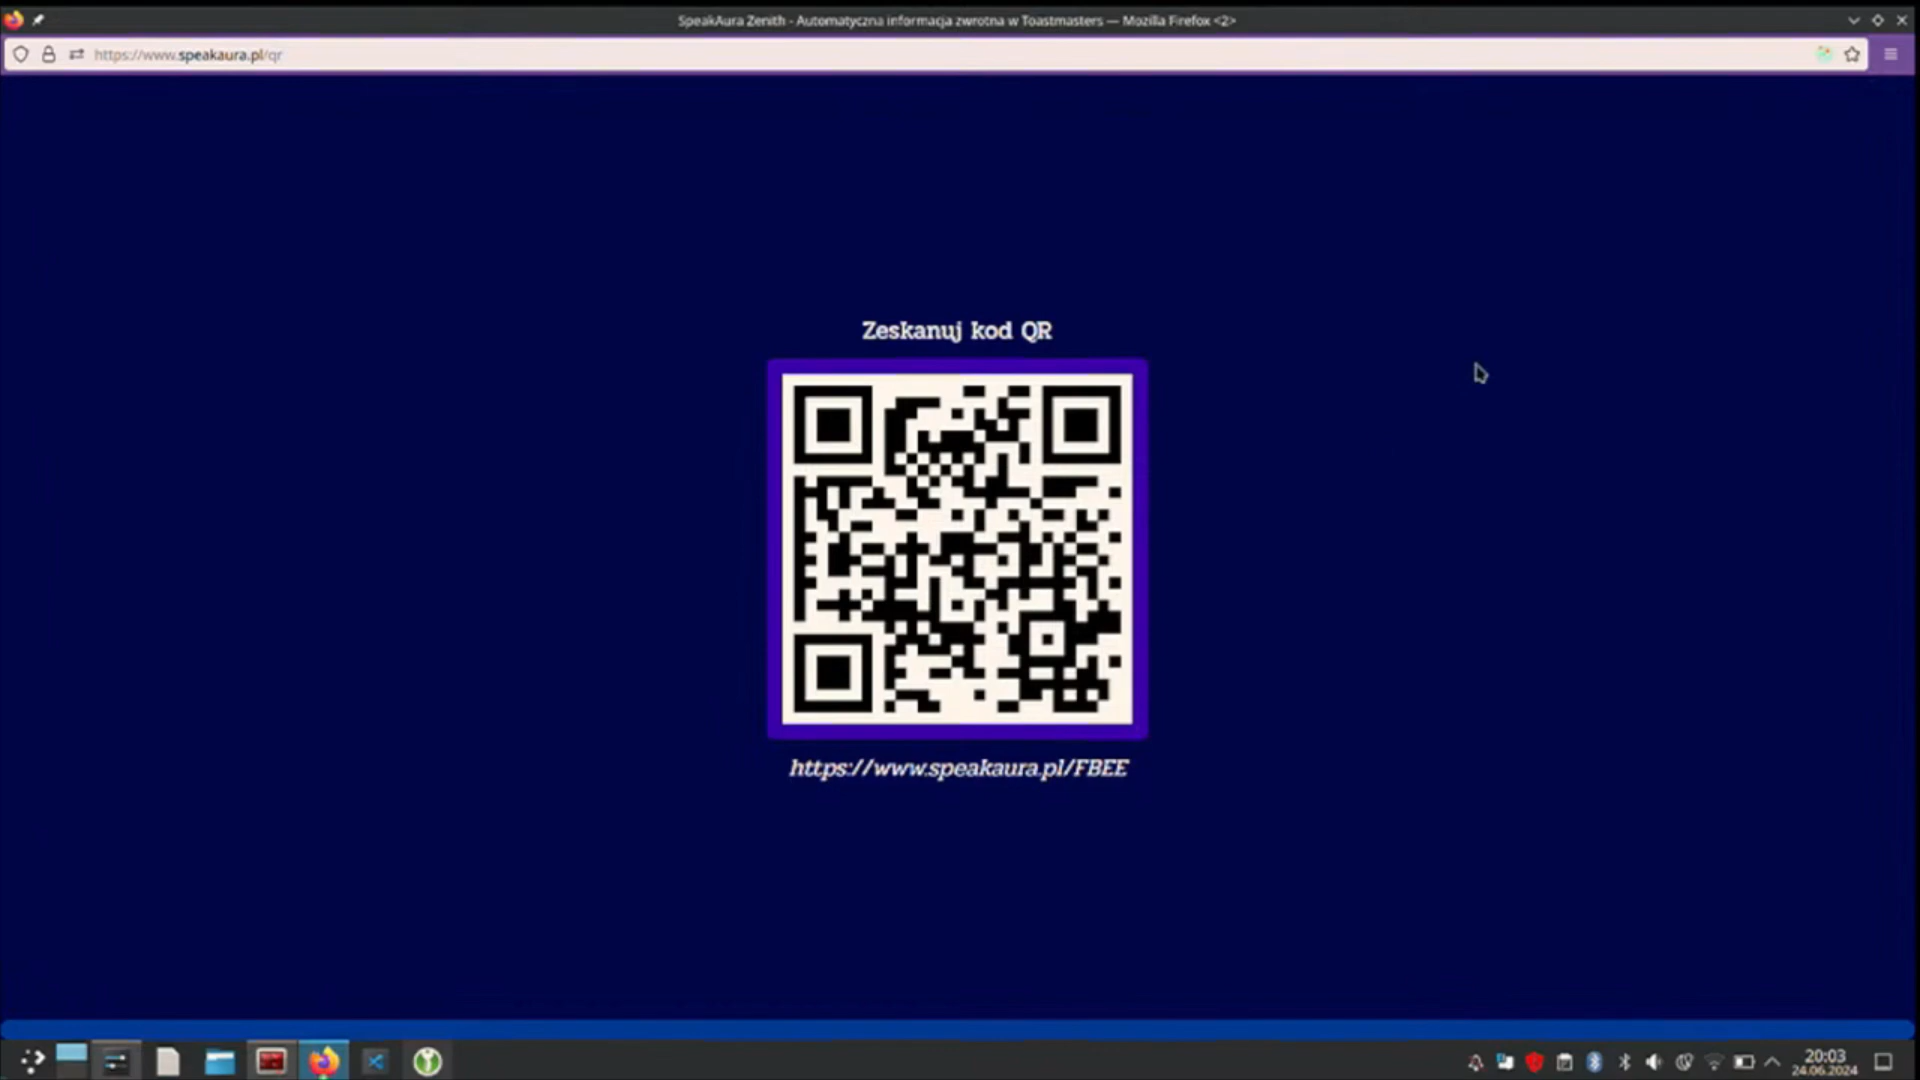 SpeakAura Zenith - Automatyczna informacja zwrotna w Toastmasters — Mozilla Firefox <2>
https://www.speakaura.pl/qr
Zeskanuj kod QR
https://www.speakaura.pl/FBEE
20:03
24.06.2024